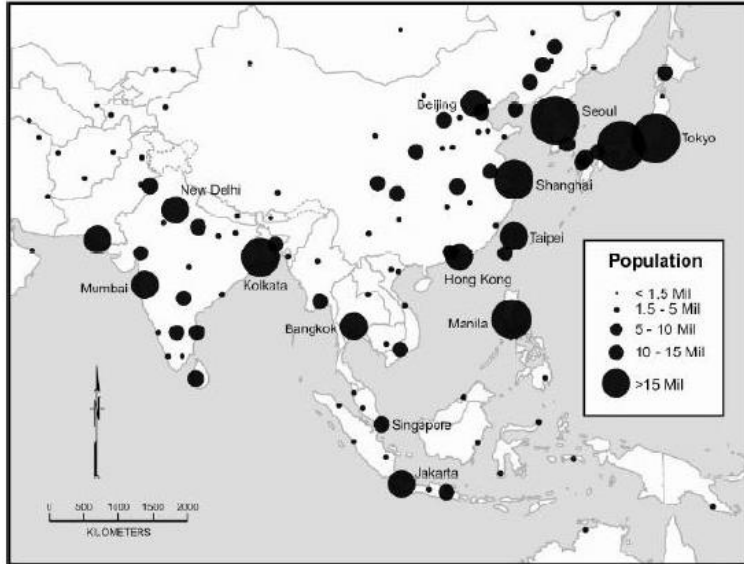 Beijing
Seoul
Tokyo
New Delhi
Shanghai
Taipei
Mumbai
Kolkata
Hong Kong
Bangkok
Manila
Singapore
Jakarta
Population
< 1.5 Mil
1.5 - 5 Mil
5 - 10 Mil
10 - 15 Mil
>15 Mil
0 500 1000 1500 2000
KILOMETERS